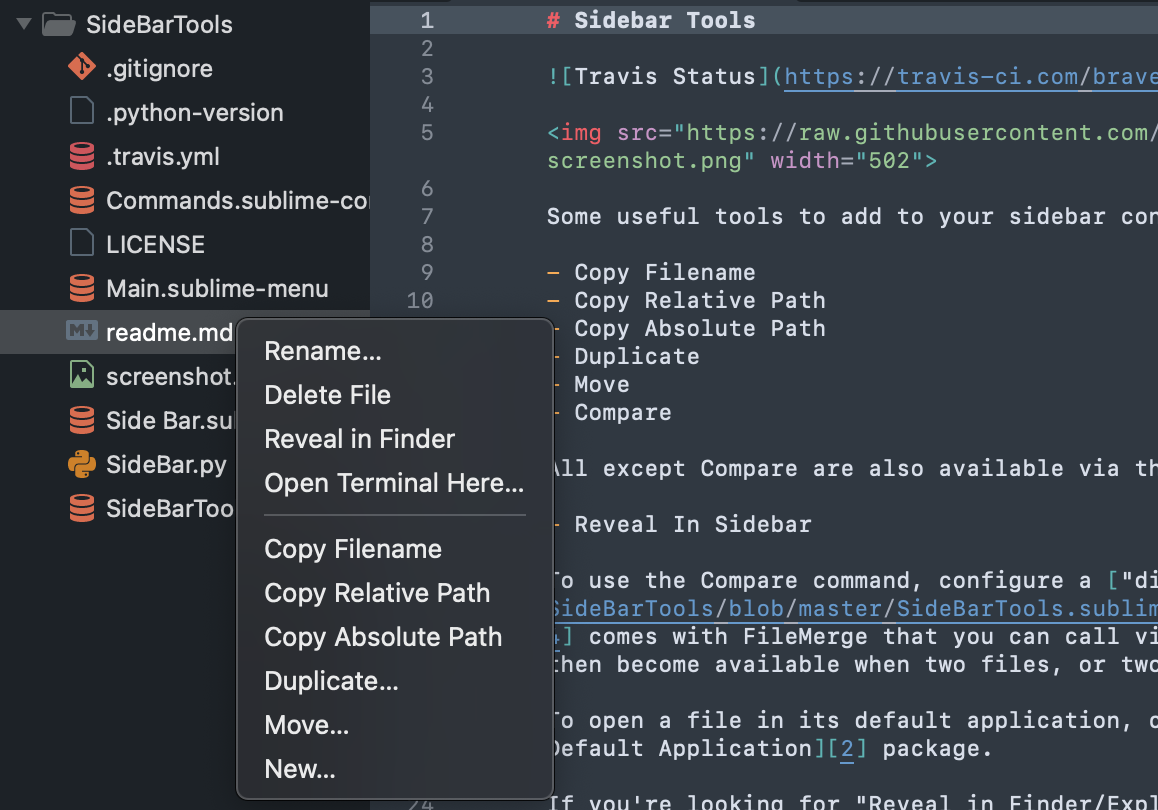 SideBarTools
.gitignore
.python-version
.travis.yml
Commands.sublime-co
LICENSE
Main.sublime-menu
readme.md
screenshot.
Side Bar.su
SideBar.py
SideBarToo
Rename...
Delete File
Reveal in Finder
Open Terminal Here...
Copy Filename
Copy Relative Path
Copy Absolute Path
Duplicate...
Move...
New...
1 # Sidebar Tools
2
3 ![Travis Status](https://travis-ci.com/brave
4
5 <img src="https://raw.githubusercontent.com/
screenshot.png" width="502">
6
7 Some useful tools to add to your sidebar con
8
9 - Copy Filename
10 - Copy Relative Path
- Copy Absolute Path
- Duplicate
- Move
- Compare
All except Compare are also available via th
- Reveal In Sidebar
To use the Compare command, configure a ["di
SideBarTools/blob/master/SideBarTools.sublim
4] comes with FileMerge that you can call vi
then become available when two files, or two
To open a file in its default application, c
Default Application][2] package.
24 If you're looking for "Reveal in Finder/Expl